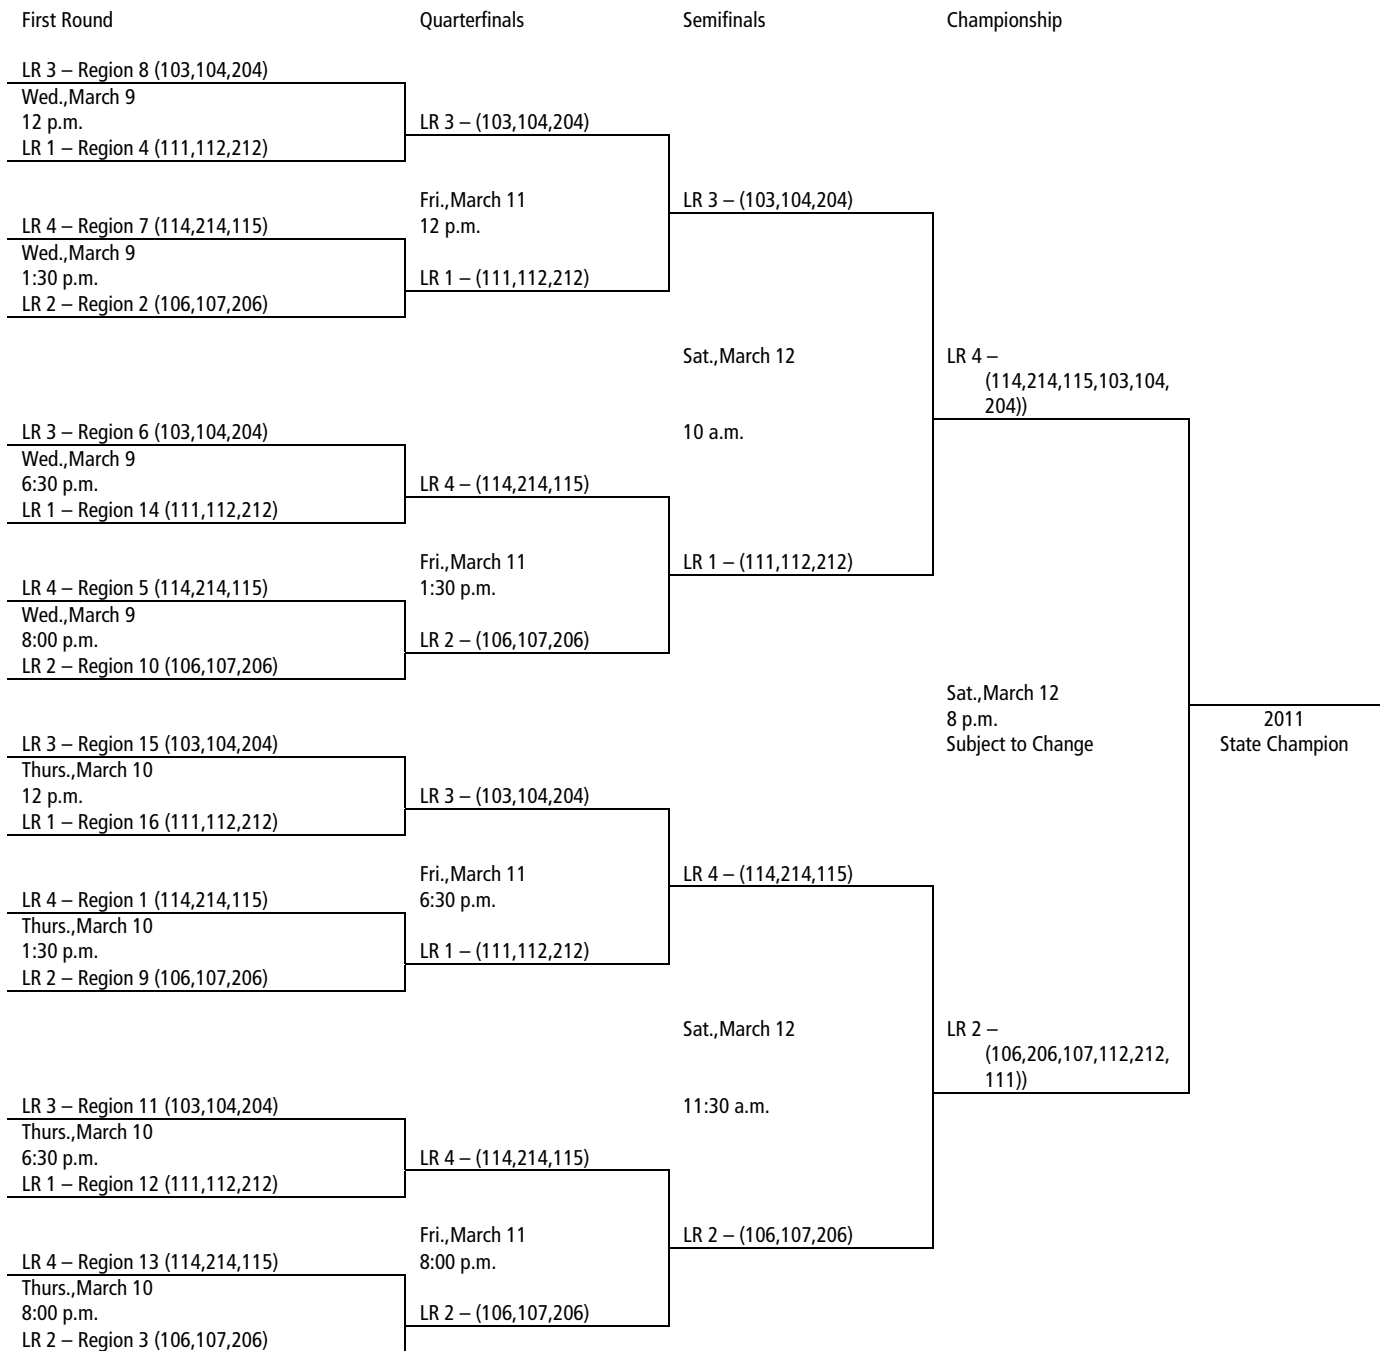 First Round
Quarterfinals
Semifinals
Championship
LR 3 – Region 8 (103,104,204)
Wed.,March 9
12 p.m.
LR 1 – Region 4 (111,112,212)
LR 4 – Region 7 (114,214,115)
Wed.,March 9
1:30 p.m.
LR 2 – Region 2 (106,107,206)
LR 3 – Region 6 (103,104,204)
Wed.,March 9
6:30 p.m.
LR 1 – Region 14 (111,112,212)
LR 4 – Region 5 (114,214,115)
Wed.,March 9
8:00 p.m.
LR 2 – Region 10 (106,107,206)
LR 3 – Region 15 (103,104,204)
Thurs.,March 10
12 p.m.
LR 1 – Region 16 (111,112,212)
LR 4 – Region 1 (114,214,115)
Thurs.,March 10
1:30 p.m.
LR 2 – Region 9 (106,107,206)
LR 3 – Region 11 (103,104,204)
Thurs.,March 10
6:30 p.m.
LR 1 – Region 12 (111,112,212)
LR 4 – Region 13 (114,214,115)
Thurs.,March 10
8:00 p.m.
LR 2 – Region 3 (106,107,206)
LR 3 – (103,104,204)
Fri.,March 11
12 p.m.
LR 1 – (111,112,212)
LR 4 – (114,214,115)
Fri.,March 11
1:30 p.m.
LR 2 – (106,107,206)
LR 3 – (103,104,204)
Fri.,March 11
6:30 p.m.
LR 1 – (111,112,212)
LR 4 – (114,214,115)
Fri.,March 11
8:00 p.m.
LR 2 – (106,107,206)
LR 3 – (103,104,204)
Sat.,March 12
10 a.m.
LR 1 – (111,112,212)
LR 4 – (114,214,115)
Sat.,March 12
11:30 a.m.
LR 2 – (106,107,206)
LR 4 –
(114,214,115,103,104,
204))
Sat.,March 12
8 p.m.
Subject to Change
LR 2 –
(106,206,107,112,212,
111))
2011
State Champion